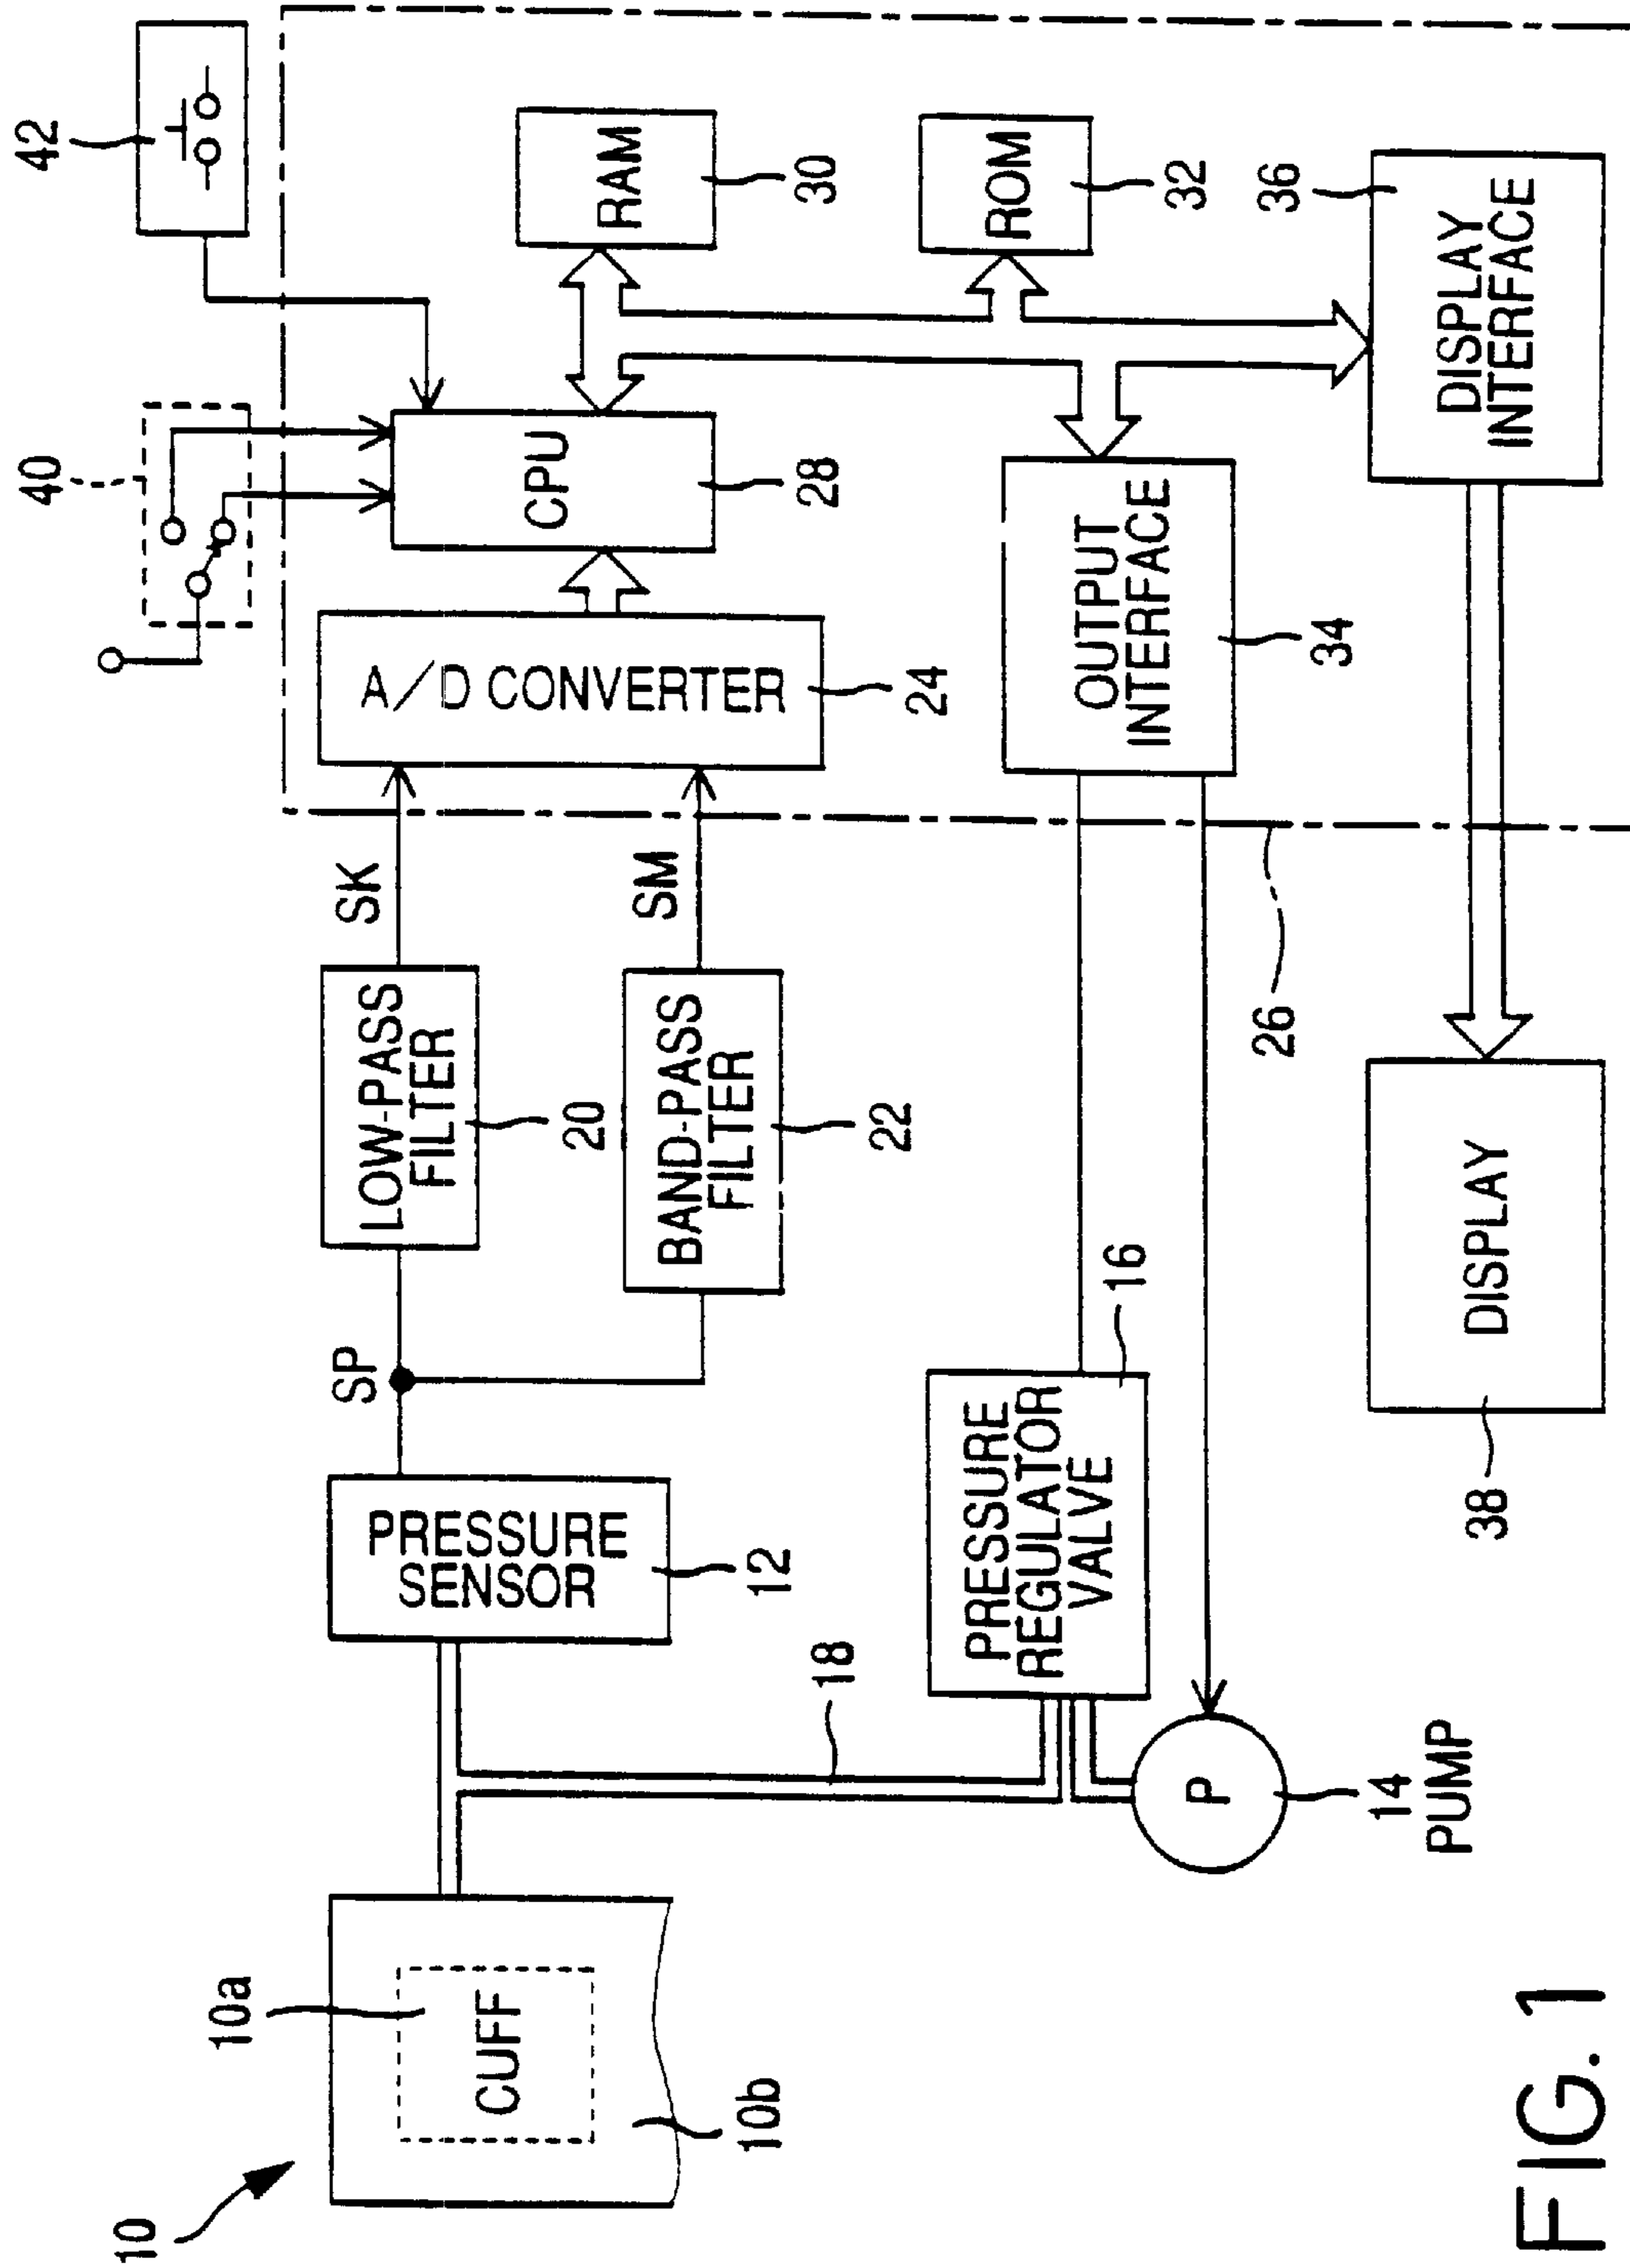 42
40
RAM
30
ROM
32
36
DISPLAY
INTERFACE
CPU
28
A/D CONVERTER
24
OUTPUT
INTERFACE
34
SK
SM
26
LOW-PASS
FILTER
20
BAND-PASS
FILTER
22
SP
DISPLAY
38
PRESSURE
SENSOR
12
PRESSURE
REGULATOR
VALVE
16
18
P
14
PUMP
10
10a
CUFF
10b
FIG. 1